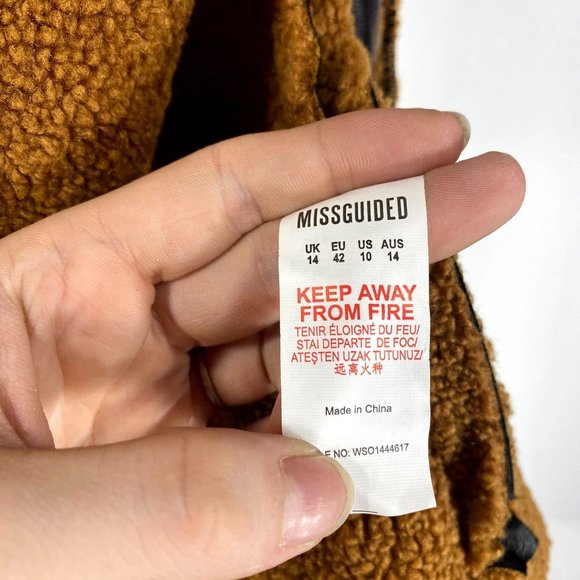 MISSGUIDED
UK EU US AUS
14 42 10 14
KEEP AWAY
FROM FIRE
TENIR ÉLOIGNÉ DU FEU/
STAI DEPARTE DE FOC/
ATEŞTEN UZAK TUTUNUZ/
远离火种
Made in China
E NO: WSO1444617